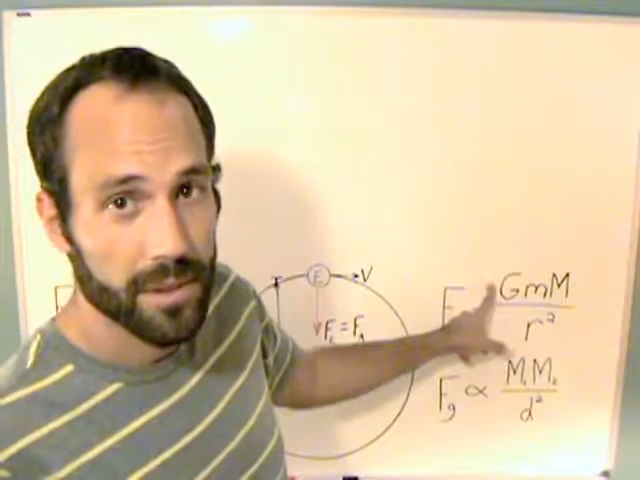 E
V
F_c = F_g
F GmM
r²
F_g ∝ M₁M₂
d²